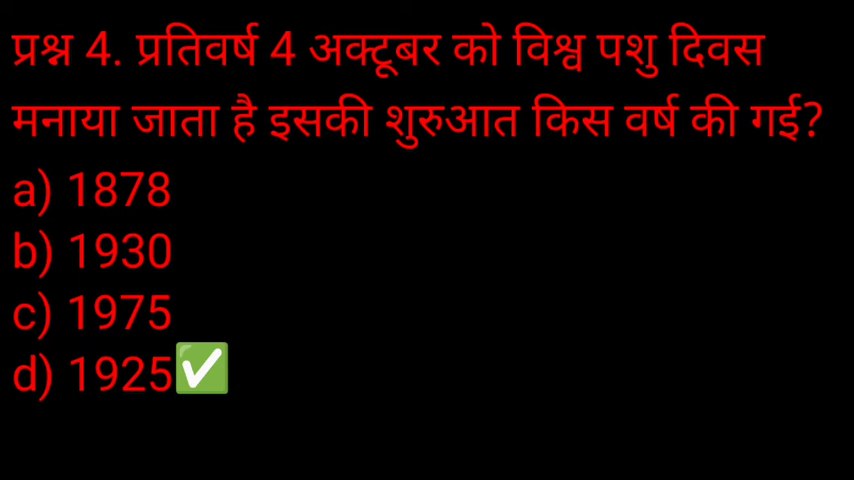 प्रश्न 4. प्रतिवर्ष 4 अक्टूबर को विश्व पशु दिवस
मनाया जाता है इसकी शुरुआत किस वर्ष की गई?
a) 1878
b) 1930
c) 1975
d) 1925✅